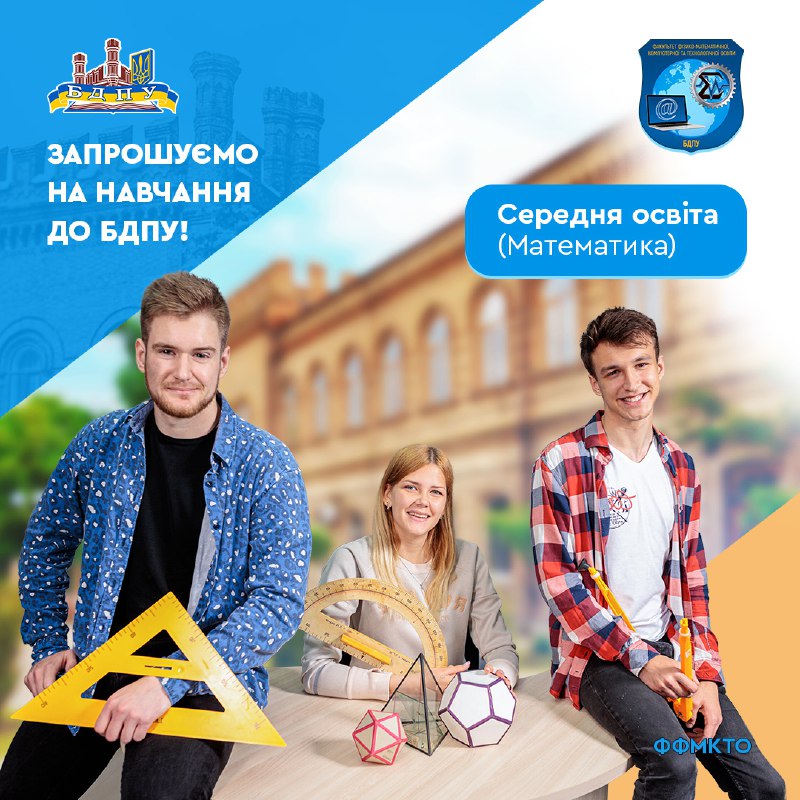 БДПУ
ЗАПРОШУЄМО
НА НАВЧАННЯ
ДО БДПУ!
ФАКУЛЬТЕТ ФІЗИКО-МАТЕМАТИЧНОЇ,
КОМП'ЮТЕРНОЇ ТА ТЕХНОЛОГІЧНОЇ ОСВІТИ
@
БДПУ
Середня освіта
(Математика)
ФФМКТО